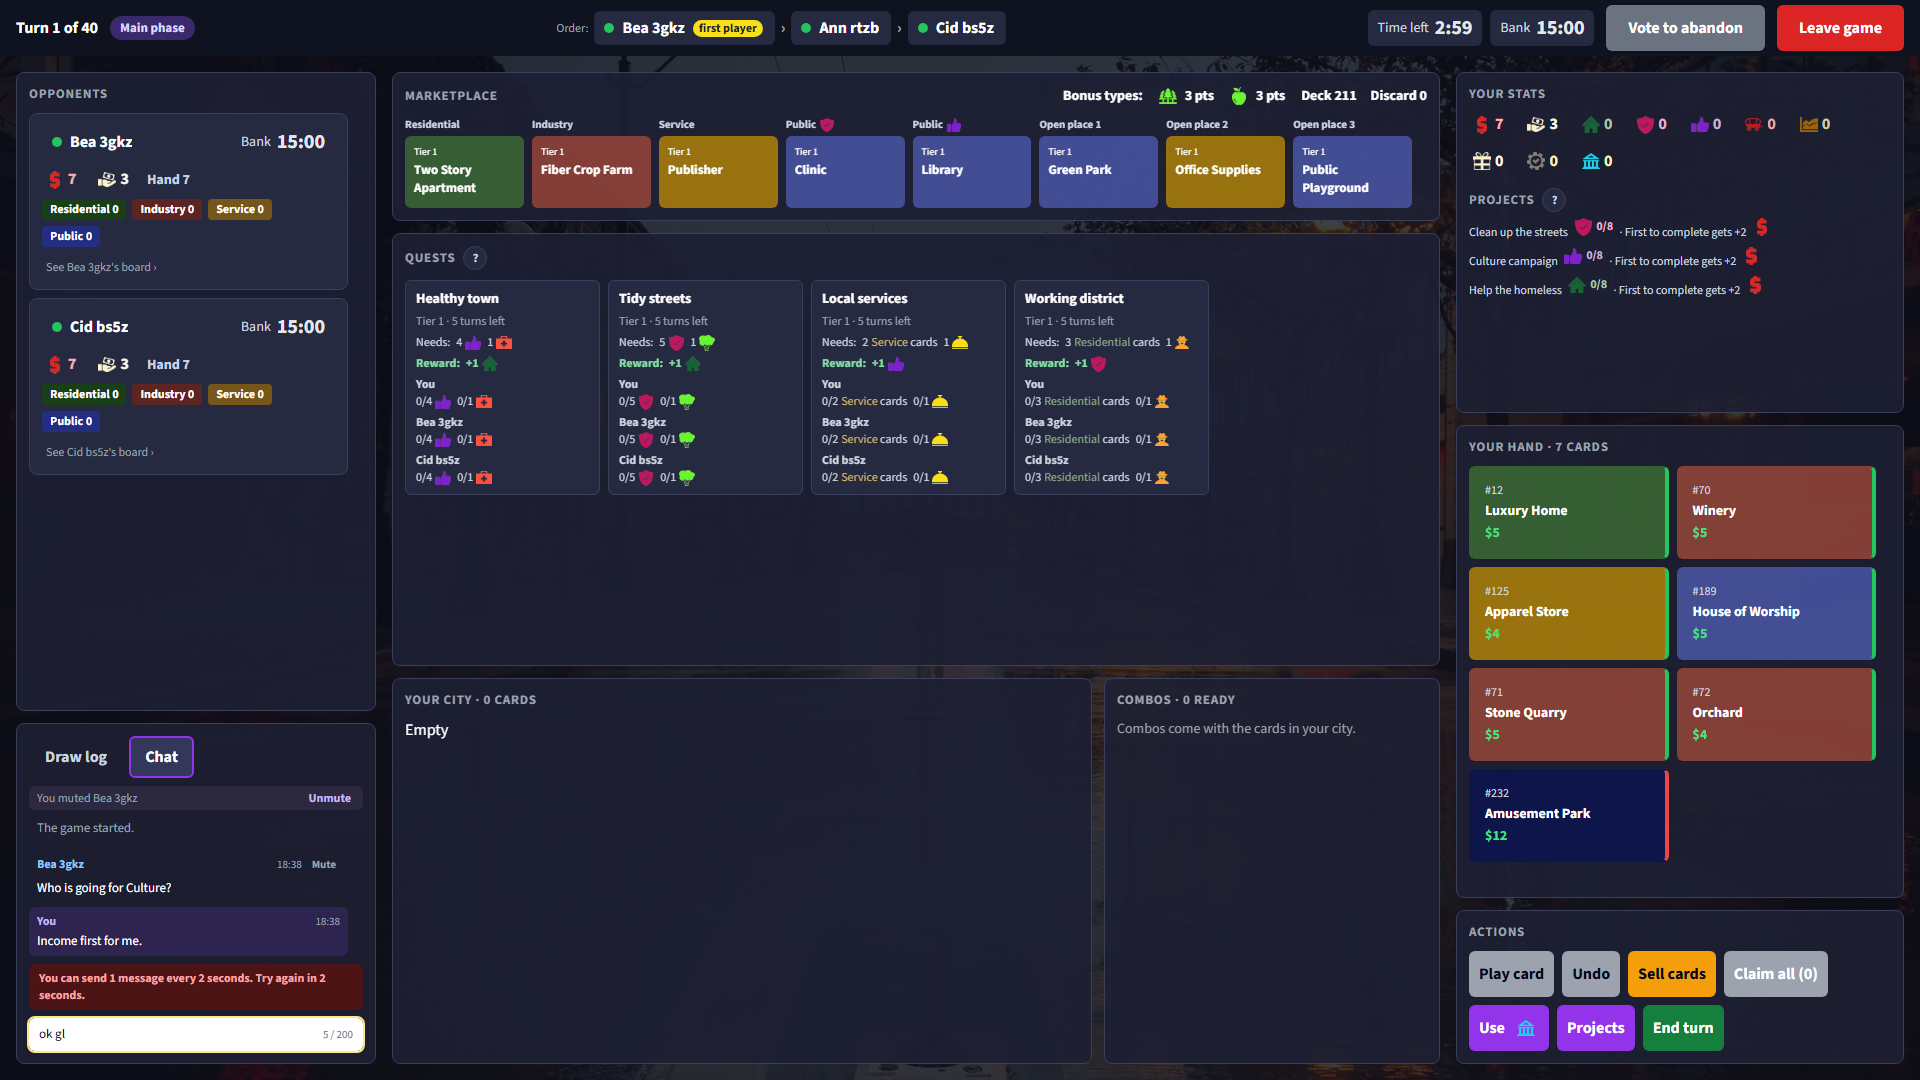 Turn 1 of 40 Main phase
Order: Bea 3gkz first player › Ann rtzb › Cid bs5z
Time left 2:59 Bank 15:00 Vote to abandon Leave game
OPPONENTS
Bea 3gkz Bank 15:00
7 3 Hand 7
Residential 0 Industry 0 Service 0
Public 0
See Bea 3gkz's board ›
Cid bs5z Bank 15:00
7 3 Hand 7
Residential 0 Industry 0 Service 0
Public 0
See Cid bs5z's board ›
Draw log Chat
You muted Bea 3gkz Unmute
The game started.
Bea 3gkz 18:38 Mute
Who is going for Culture?
You 18:38
Income first for me.
You can send 1 message every 2 seconds. Try again in 2
seconds.
ok gl 5 / 200
MARKETPLACE Bonus types: 3 pts 3 pts Deck 211 Discard 0
Residential Industry Service Public Public Open place 1 Open place 2 Open place 3
Tier 1 Tier 1 Tier 1 Tier 1 Tier 1 Tier 1 Tier 1 Tier 1
Two Story Fiber Crop Farm Publisher Clinic Library Green Park Office Supplies Public
Apartment Playground
QUESTS ?
Healthy town
Tier 1 · 5 turns left
Needs: 4 1
Reward: +1
You
0/4 0/1
Bea 3gkz
0/4 0/1
Cid bs5z
0/4 0/1
Tidy streets
Tier 1 · 5 turns left
Needs: 5 1
Reward: +1
You
0/5 0/1
Bea 3gkz
0/5 0/1
Cid bs5z
0/5 0/1
Local services
Tier 1 · 5 turns left
Needs: 2 Service cards 1
Reward: +1
You
0/2 Service cards 0/1
Bea 3gkz
0/2 Service cards 0/1
Cid bs5z
0/2 Service cards 0/1
Working district
Tier 1 · 5 turns left
Needs: 3 Residential cards 1
Reward: +1
You
0/3 Residential cards 0/1
Bea 3gkz
0/3 Residential cards 0/1
Cid bs5z
0/3 Residential cards 0/1
YOUR CITY · 0 CARDS
Empty
COMBOS · 0 READY
Combos come with the cards in your city.
YOUR STATS
$ 7 3 0 0 0 0 0
0 0 0
PROJECTS ?
Clean up the streets 0/8 · First to complete gets +2 $
Culture campaign 0/8 · First to complete gets +2 $
Help the homeless 0/8 · First to complete gets +2 $
YOUR HAND · 7 CARDS
#12
Luxury Home
$5
#70
Winery
$5
#125
Apparel Store
$4
#189
House of Worship
$5
#71
Stone Quarry
$5
#72
Orchard
$4
#232
Amusement Park
$12
ACTIONS
Play card Undo Sell cards Claim all (0)
Use Projects End turn